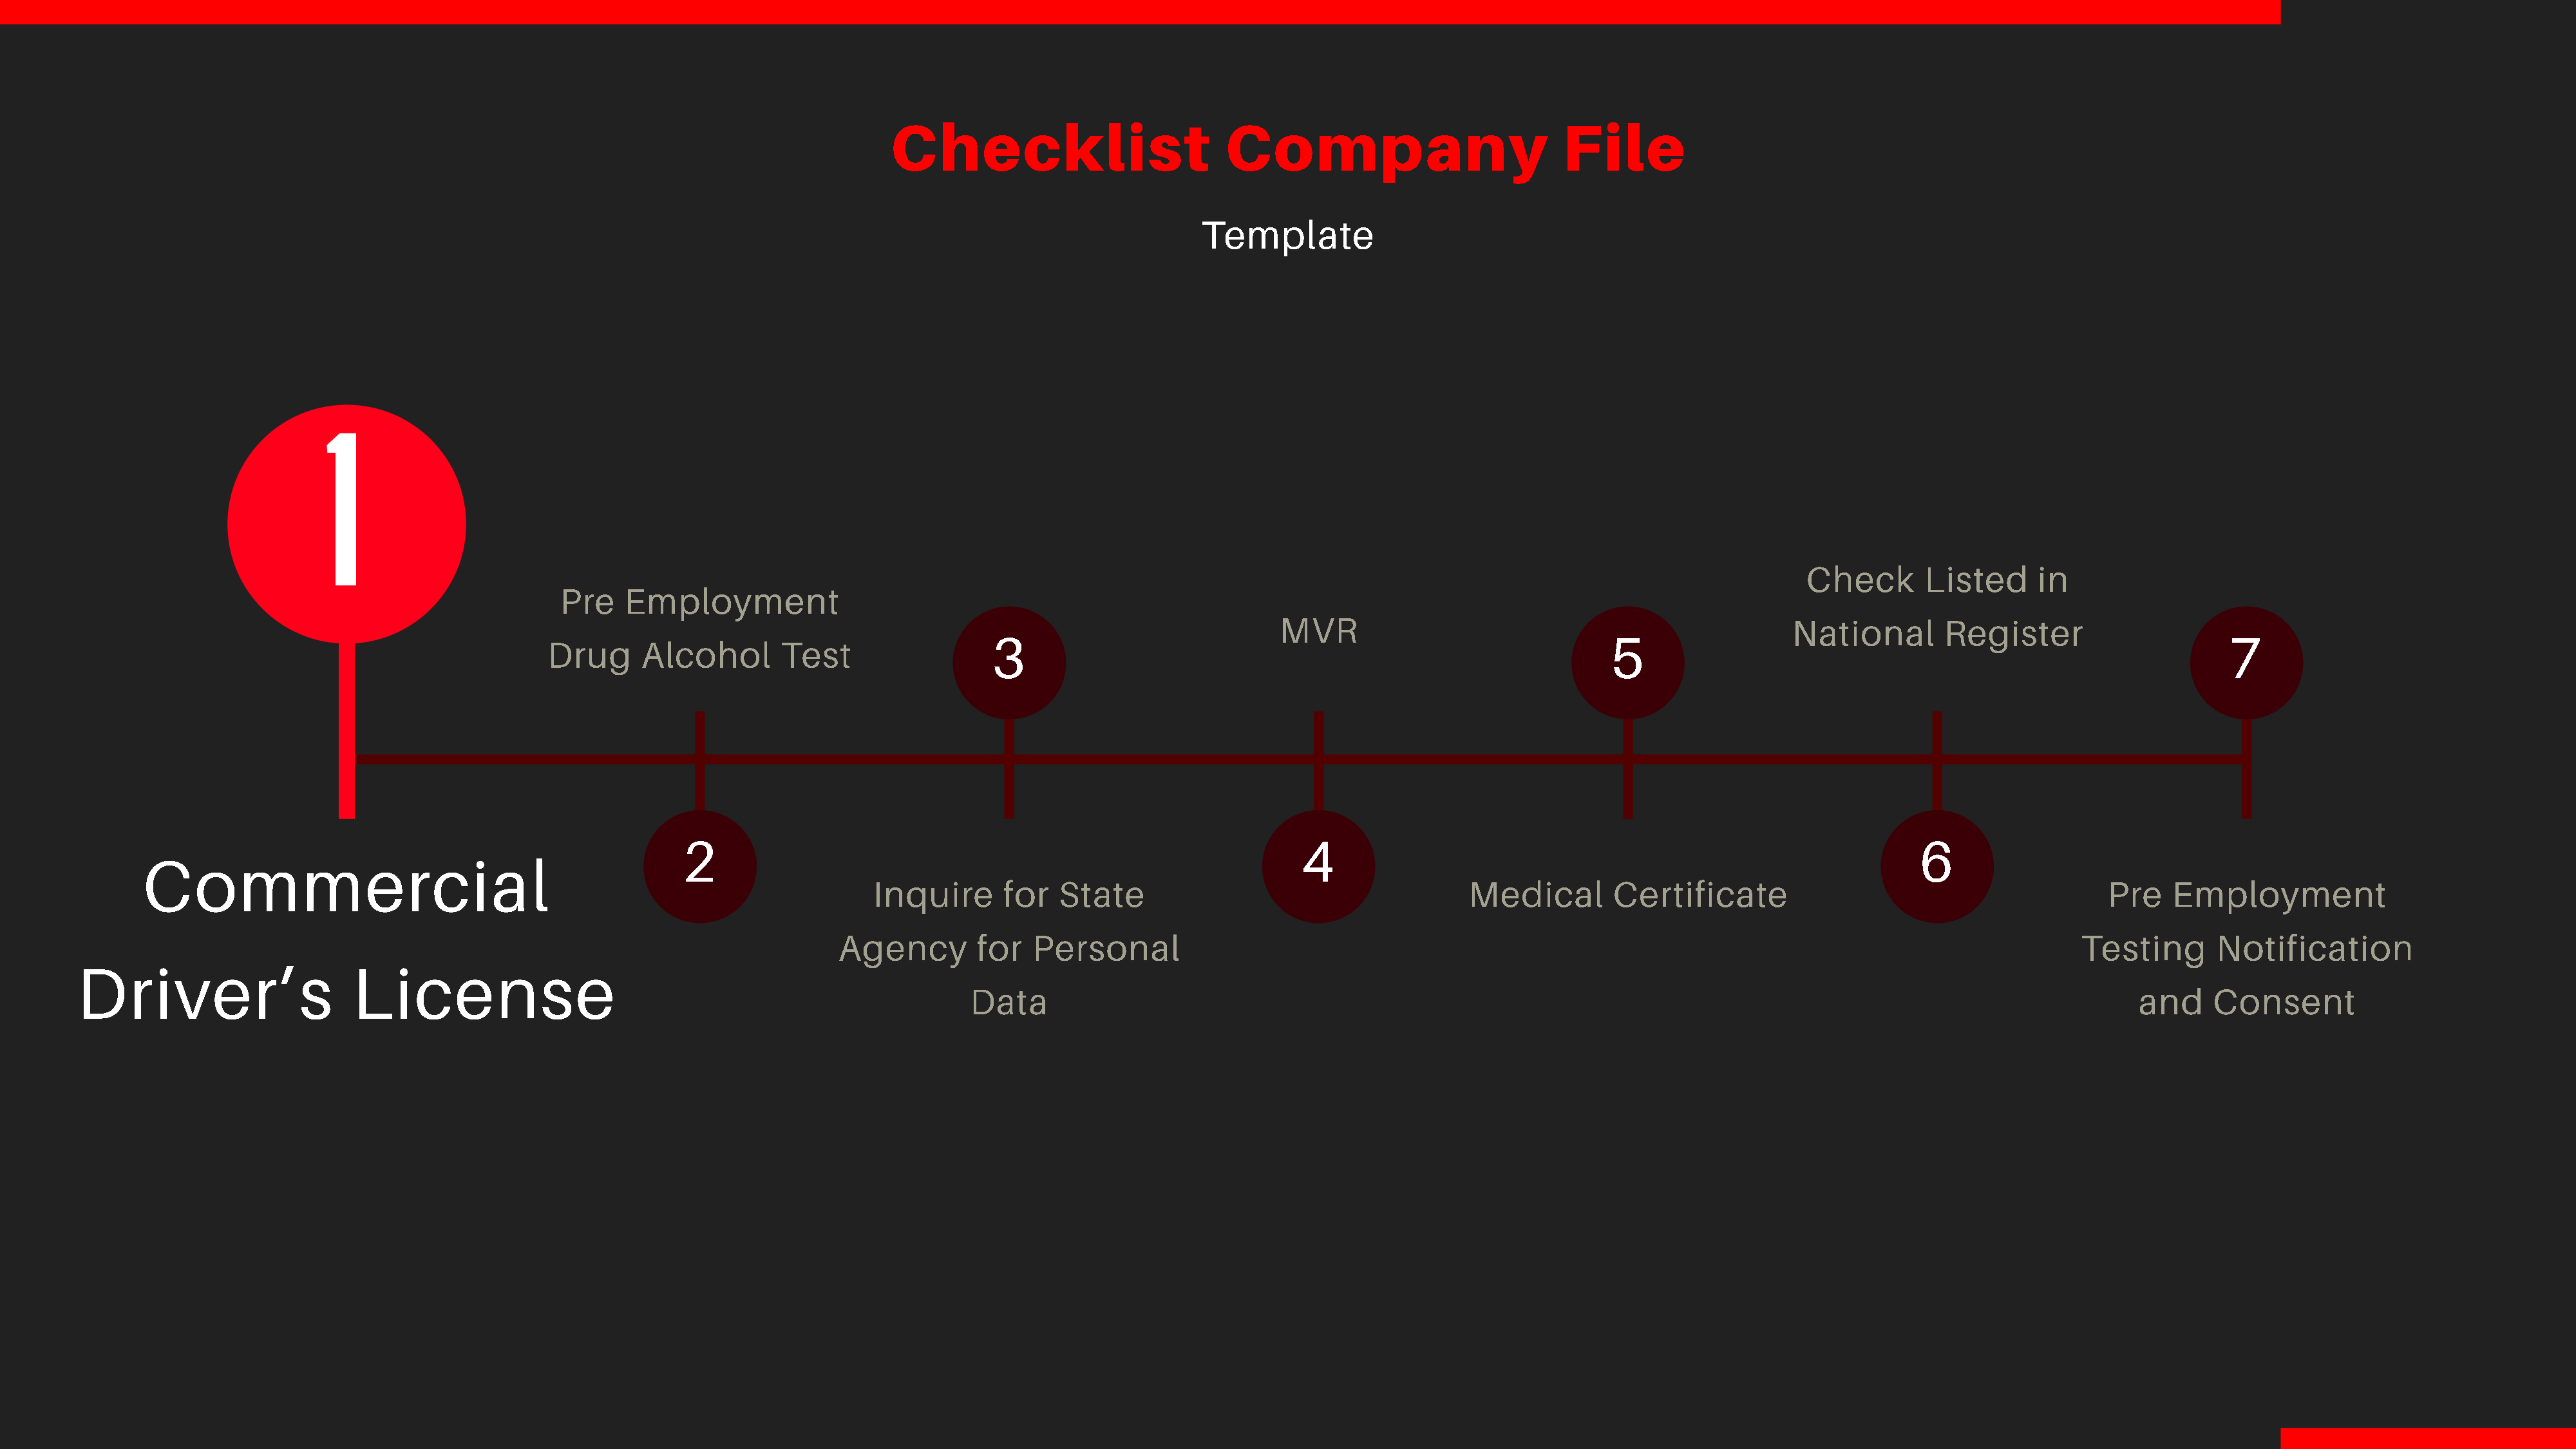 Checklist Company File
Template
1
Commercial
Driver’s License
Pre Employment
Drug Alcohol Test
2
3
Inquire for State
Agency for Personal
Data
MVR
4
5
Medical Certificate
Check Listed in
National Register
6
7
Pre Employment
Testing Notification
and Consent